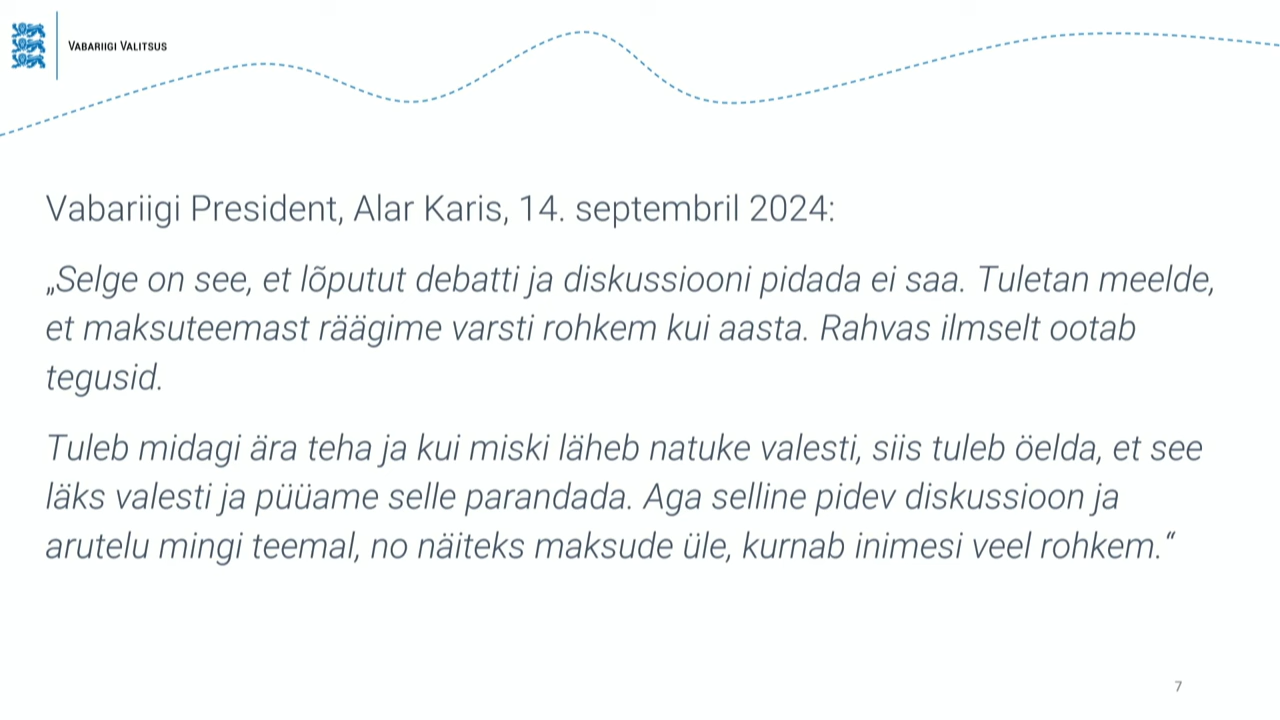 VABARIIGI VALITSUS
Vabariigi President, Alar Karis, 14. septembril 2024:
„Selge on see, et lõputut debatti ja diskussiooni pidada ei saa. Tuletan meelde,
et maksuteemast räägime varsti rohkem kui aasta. Rahvas ilmselt ootab
tegusid.
Tuleb midagi ära teha ja kui miski läheb natuke valesti, siis tuleb öelda, et see
läks valesti ja püüame selle parandada. Aga selline pidev diskussioon ja
arutelu mingi teemal, no näiteks maksude üle, kurnab inimesi veel rohkem.“
7